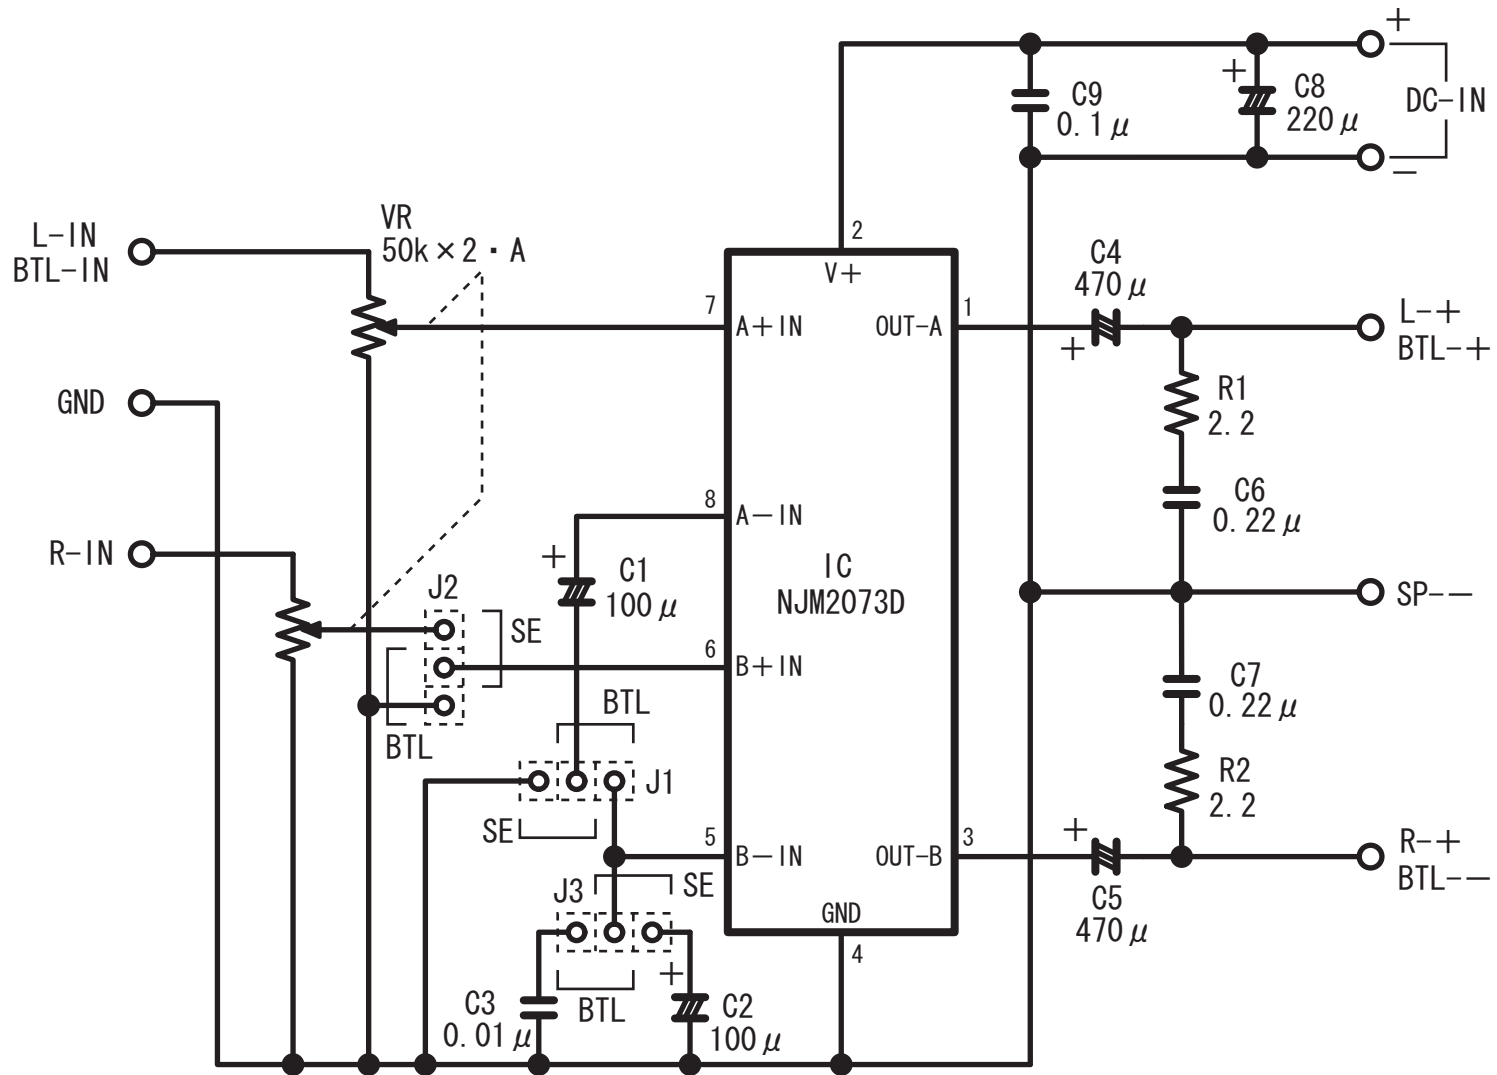 +
C9
0.1μ
+
C8
220μ
DC-IN
−
VR
50k×2・A
L-IN
BTL-IN
2
V+
C4
470μ
7
A+IN
OUT-A
1
+
L-+
BTL-+
GND
R1
2.2
8
A-IN
C6
0.22μ
R-IN
+
C1
100μ
IC
NJM2073D
J2
SE
SP--
6
B+IN
C7
0.22μ
BTL
BTL
J1
R2
2.2
SE
5
B-IN
OUT-B
3
+
R-+
BTL--
J3
SE
C5
470μ
GND
4
+
C3
0.01μ
BTL
C2
100μ